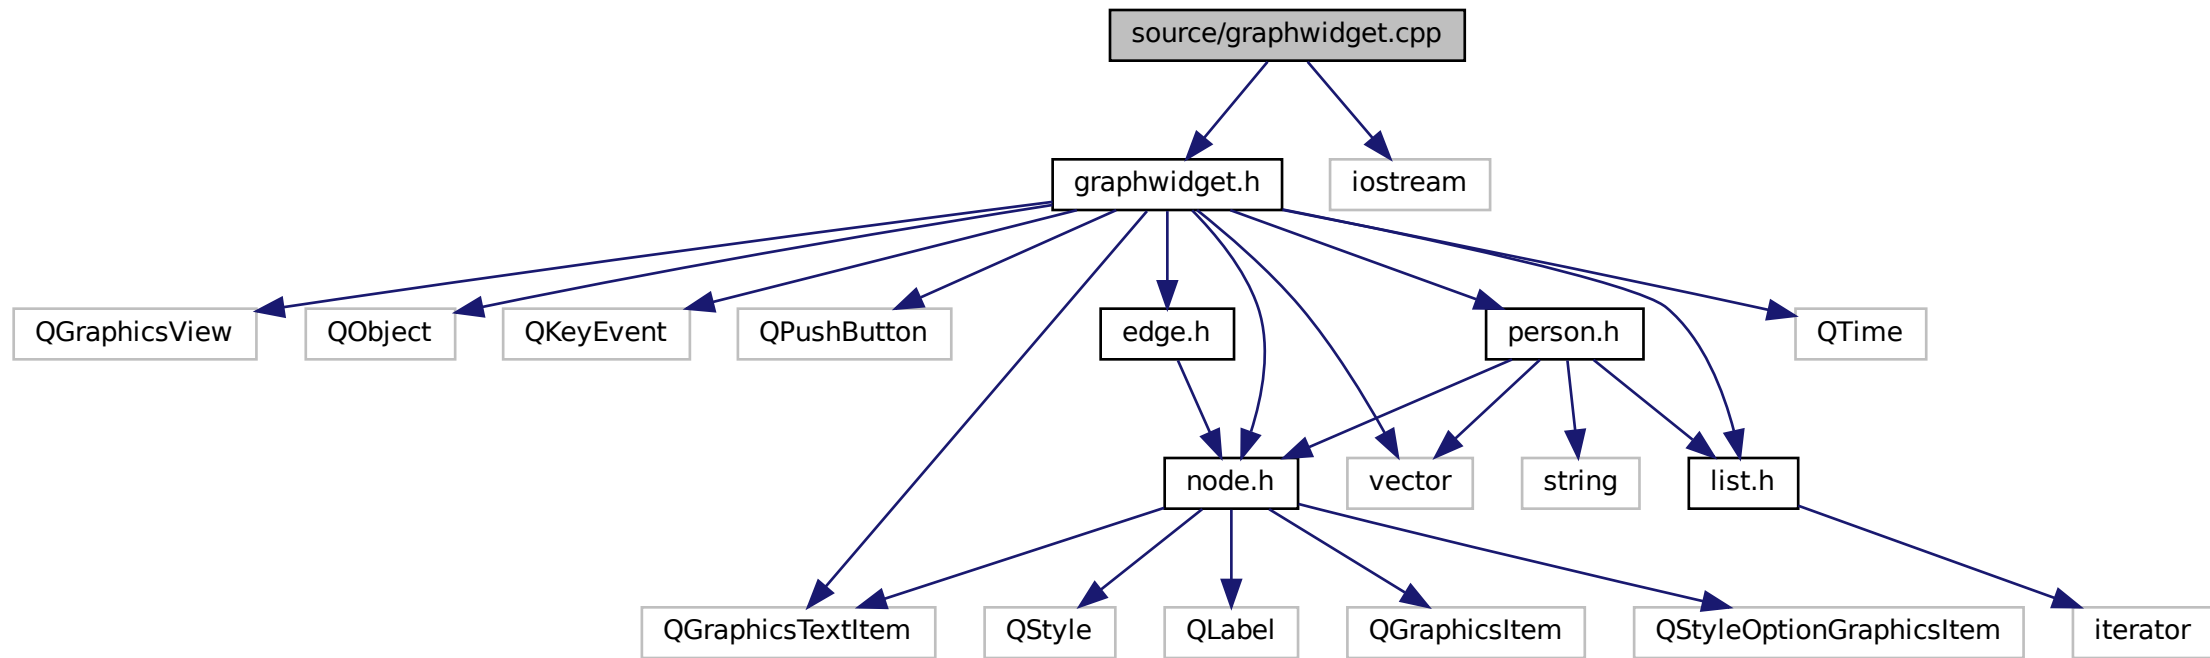 source/graphwidget.cpp
graphwidget.h
iostream
QGraphicsView
QObject
QKeyEvent
QPushButton
edge.h
person.h
QTime
node.h
vector
string
list.h
QGraphicsTextItem
QStyle
QLabel
QGraphicsItem
QStyleOptionGraphicsItem
iterator